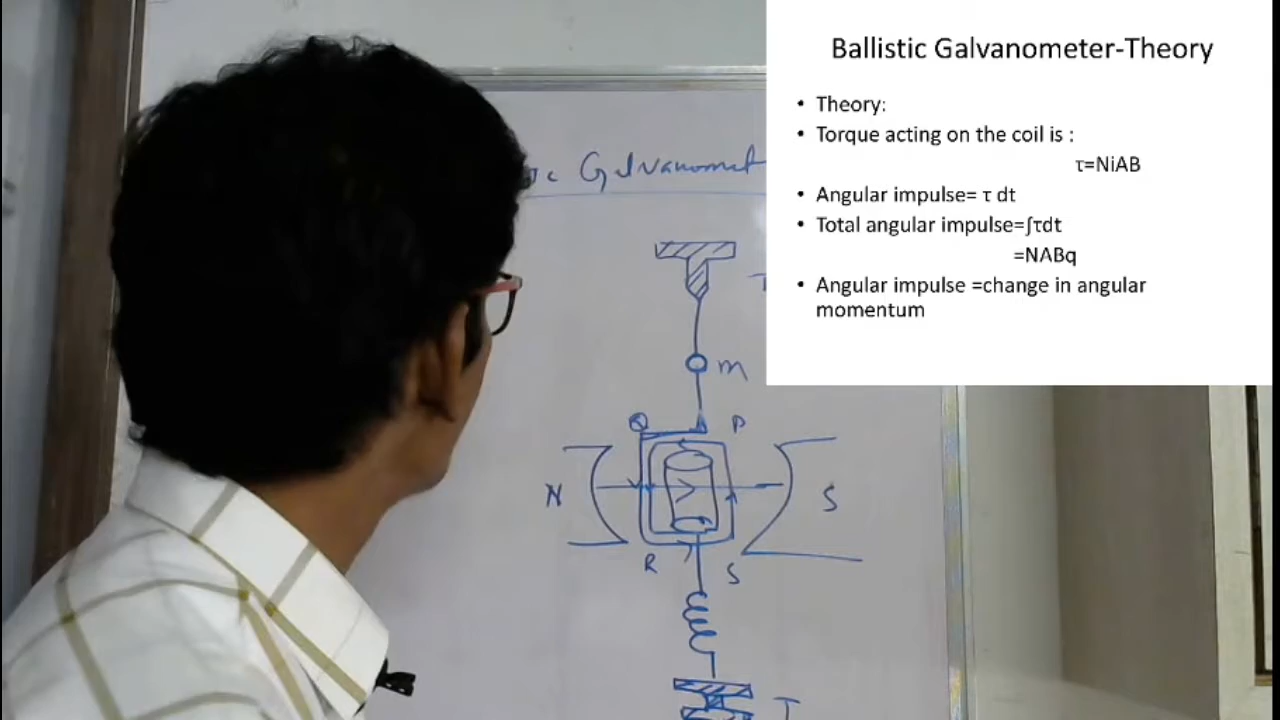 Ballistic Galvanometer-Theory
• Theory:
• Torque acting on the coil is :
τ=NiAB
• Angular impulse= τ dt
• Total angular impulse=∫τdt
=NABq
• Angular impulse =change in angular
momentum
Galvanomet
m
Q P
N S
R S
T